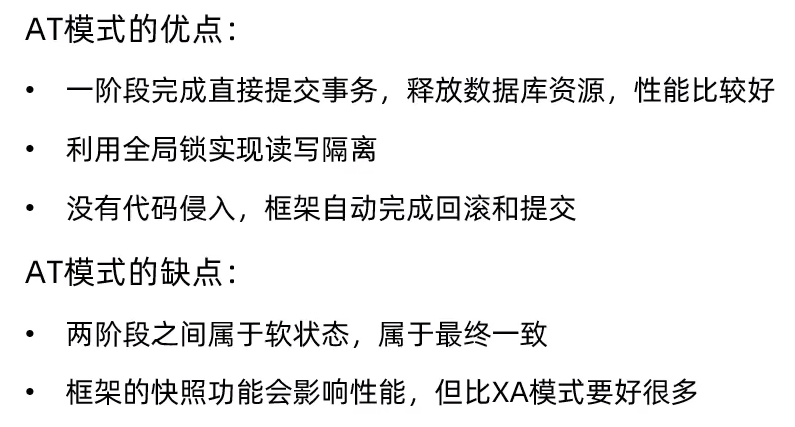 AT模式的优点：
• 一阶段完成直接提交事务，释放数据库资源，性能比较好
• 利用全局锁实现读写隔离
• 没有代码侵入，框架自动完成回滚和提交
AT模式的缺点：
• 两阶段之间属于软状态，属于最终一致
• 框架的快照功能会影响性能，但比XA模式要好很多